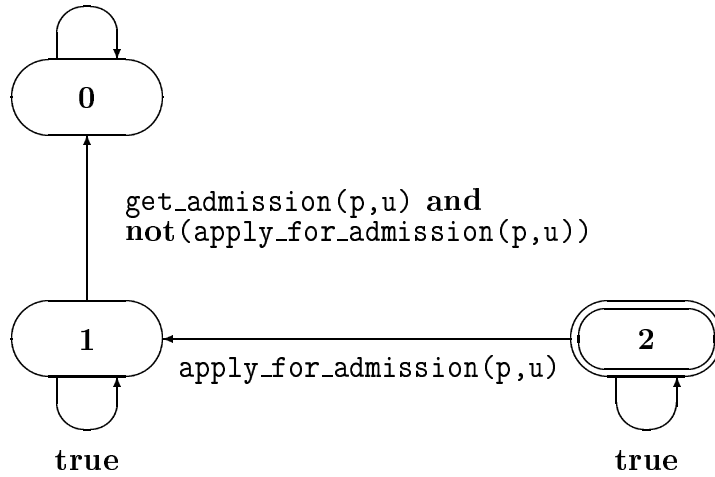 0
get_admission(p,u) and
not(apply_for_admission(p,u))
1
2
apply_for_admission(p,u)
true
true